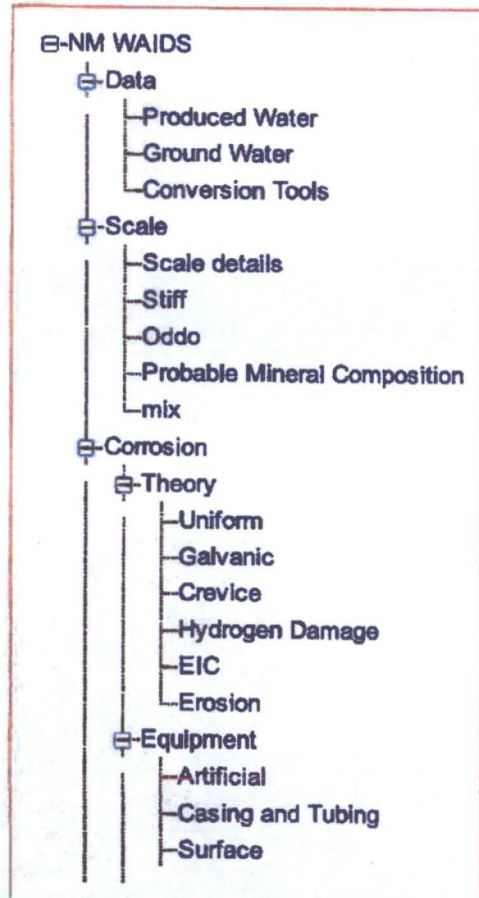 NM WAIDS
Data
Produced Water
Ground Water
Conversion Tools
Scale
Scale details
Stiff
Oddo
Probable Mineral Composition
mix
Corrosion
Theory
Uniform
Galvanic
Crevice
Hydrogen Damage
EIC
Erosion
Equipment
Artificial
Casing and Tubing
Surface